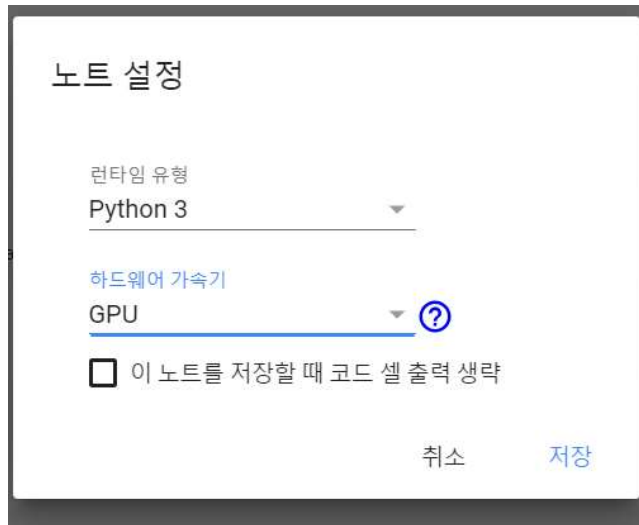 노트 설정
런타임 유형
Python 3
하드웨어 가속기
GPU
이 노트를 저장할 때 코드 셀 출력 생략
취소 저장